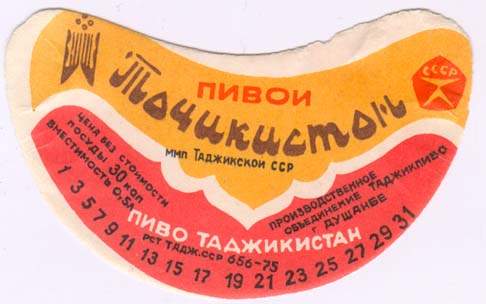 ПИВОИ
СССР
Тоҷикистон
ММП ТАДЖИКСКОЙ ССР
ЦЕНА БЕЗ СТОИМОСТИ
ПОСУДЫ 30 КОП
ВМЕСТИМОСТЬ 0,5Л
ПРОИЗВОДСТВЕННОЕ
ОБЪЕДИНЕНИЕ ТАДЖИКПИВО
Г ДУШАНБЕ
ПИВО ТАДЖИКИСТАН
РСТ ТАДЖ.ССР 656-75
1 3 5 7 9 11 13 15 17 19 21 23 25 27 29 31